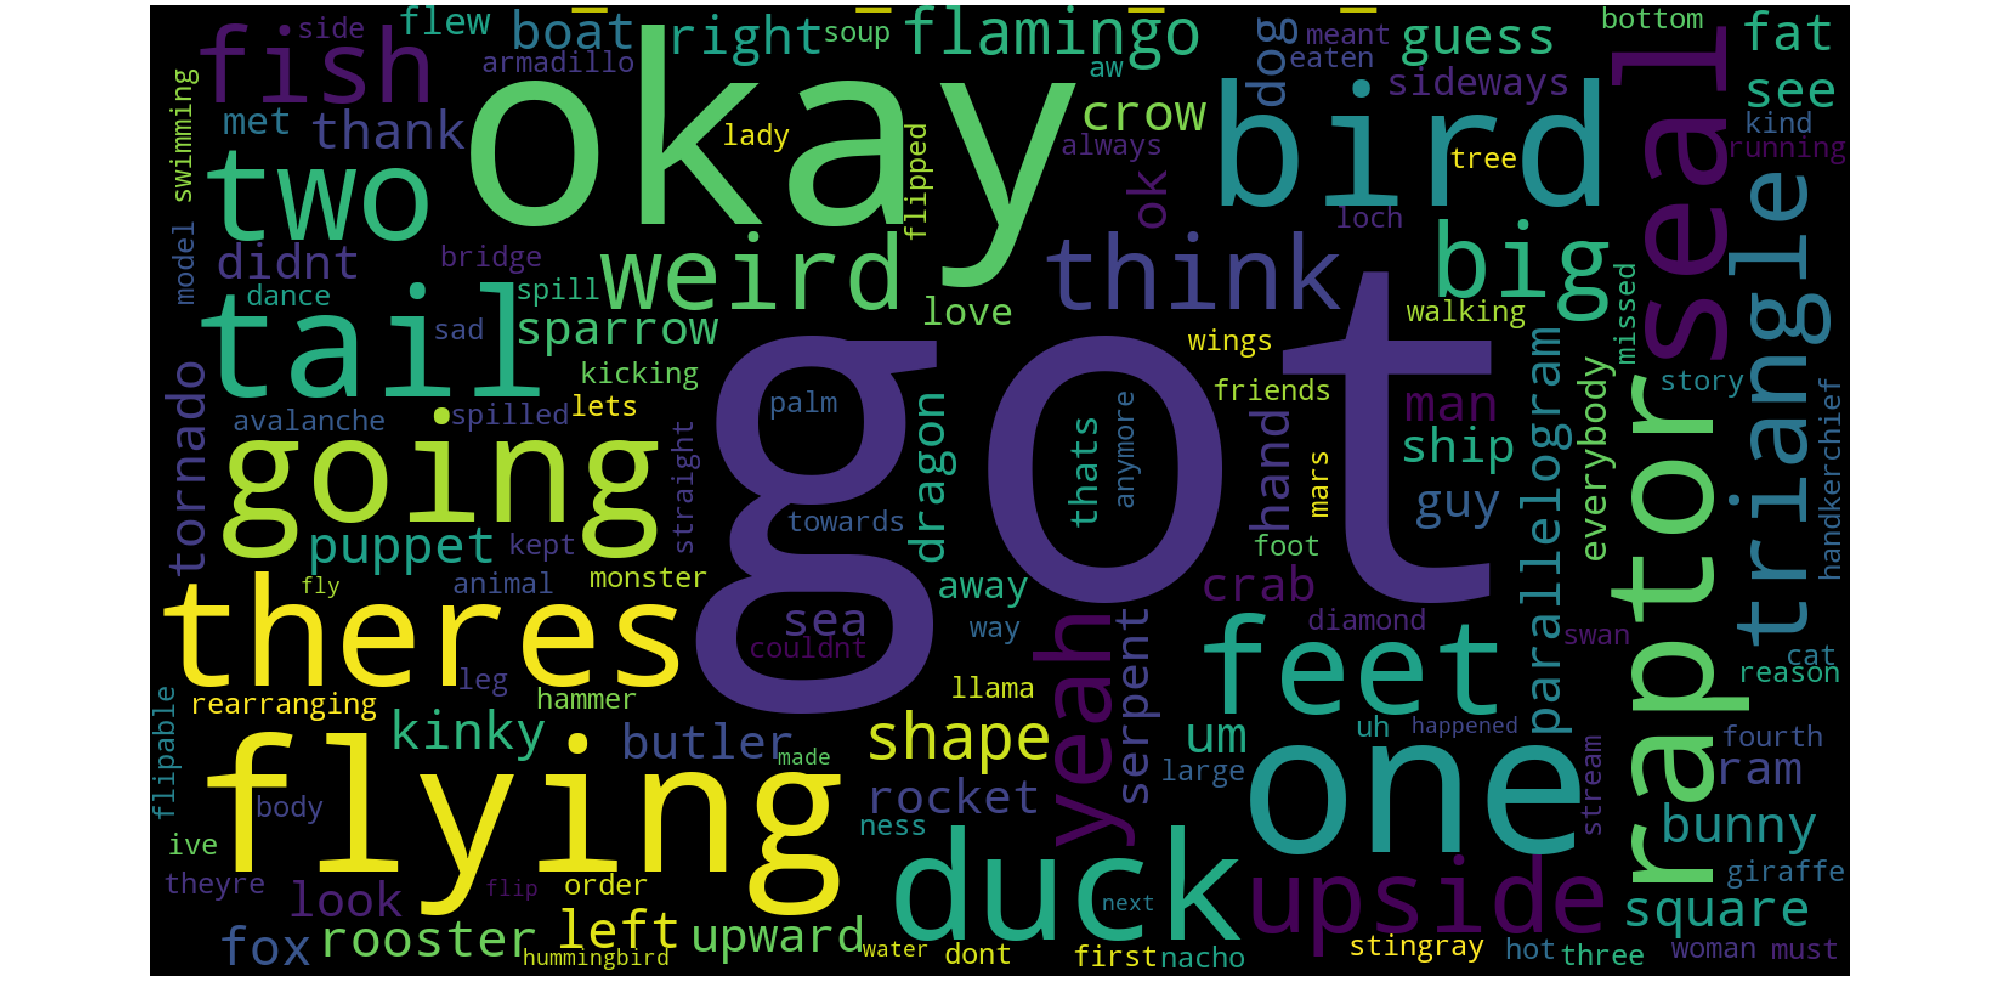 side
flew
boat
right
soup
flamingo
dog
meant
guess
bottom
fat
fish
armadillo
okay
aw
eaten
sideways
see
swimming
met
thank
lady
flipped
crow
bird
seal
kind
two
always
ok
tree
running
didnt
bridge
weird
think
loch
big
triangle
model
dance
spill
love
missed
tail
sad
sparrow
wings
walking
tornado
kicking
got
friends
parallelogram
everybody
story
raptor
avalanche
spilled
lets
palm
dragon
thats
anymore
hand
man
handkerchief
going
straight
towards
mars
ship
guy
puppet
kept
foot
fly
animal
monster
away
crab
theres
sea
way
yeah
serpent
diamond
swan
couldnt
feet
cat
leg
reason
rearranging
hammer
llama
flipable
kinky
butler
shape
um
uh
happened
stream
fourth
made
large
one
ram
flying
body
rocket
ness
duck
bunny
ive
theyre
look
flip
order
next
upside
giraffe
square
fox
rooster
left
upward
hummingbird
water
dont
first
nacho
stingray
hot
three
woman
must